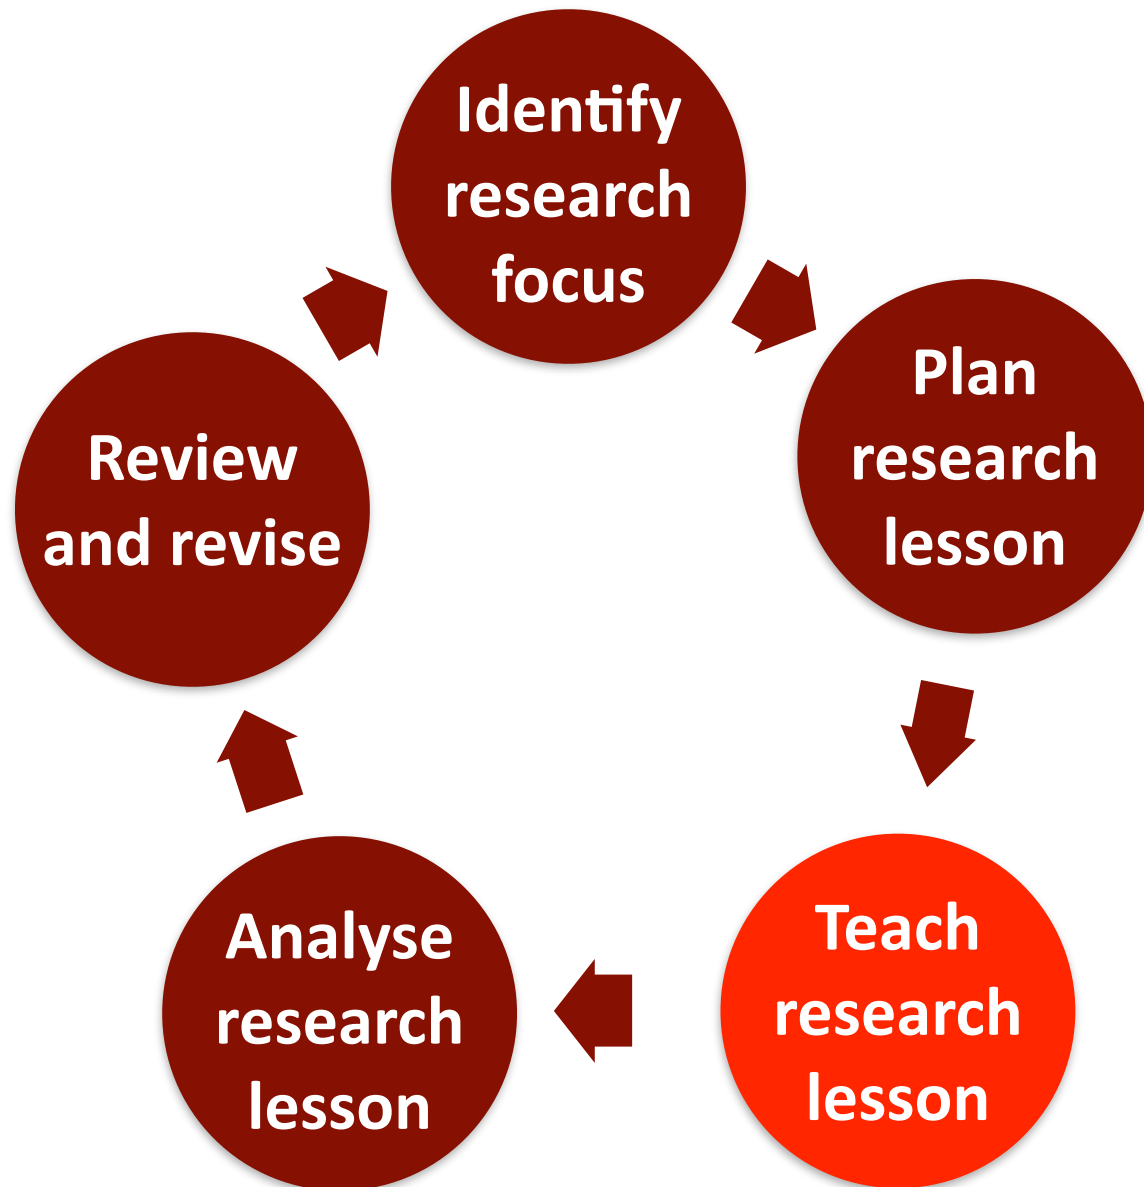 Identify
research
focus
Plan
research
lesson
Teach
research
lesson
Analyse
research
lesson
Review
and revise